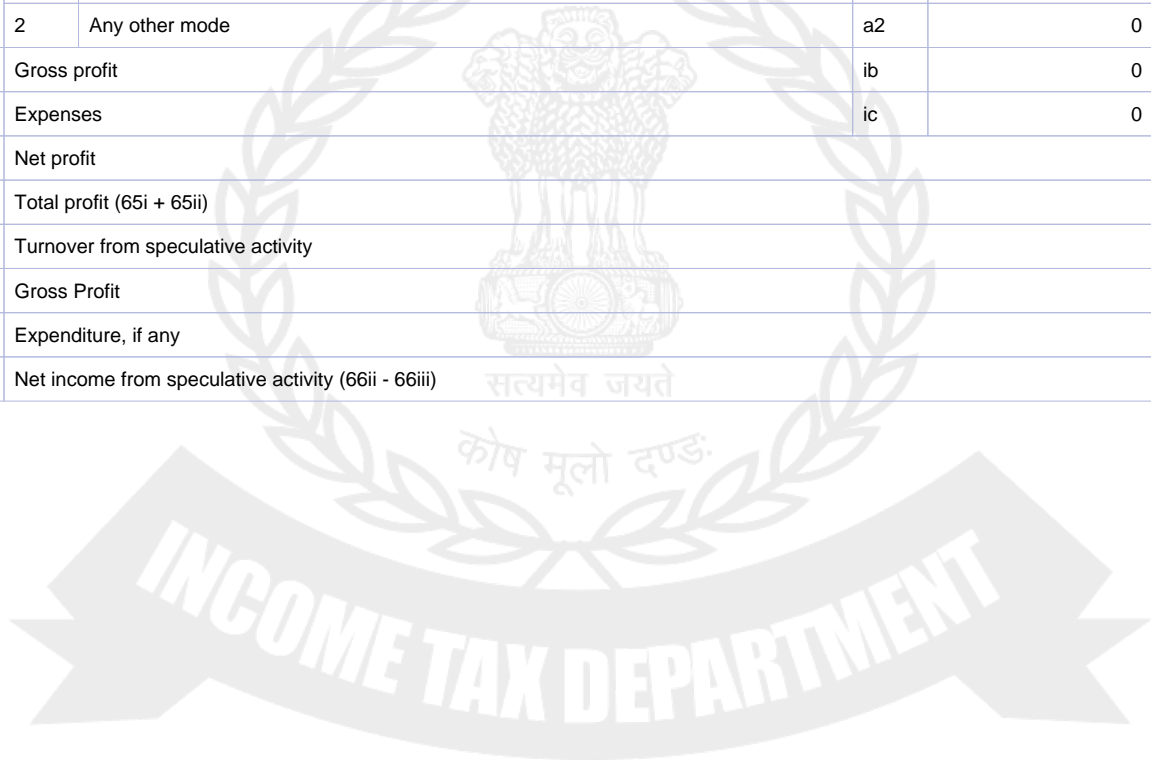 2 Any other mode a2 0
Gross profit ib 0
Expenses ic 0
Net profit
Total profit (65i + 65ii)
Turnover from speculative activity
Gross Profit
Expenditure, if any
Net income from speculative activity (66ii - 66iii)
सत्यमेव जयते
कोष मूलो दण्डः
INCOME TAX DEPARTMENT